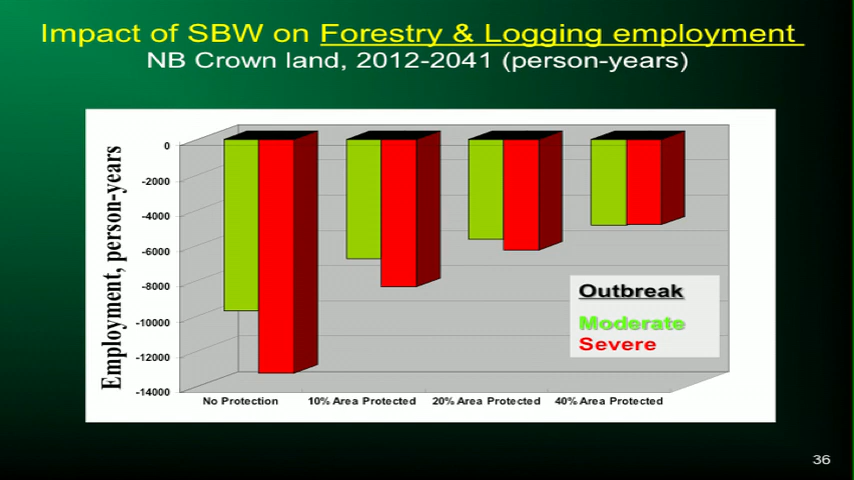 Impact of SBW on Forestry & Logging employment
NB Crown land, 2012-2041 (person-years)
Employment, person-years
0
-2000
-4000
-6000
-8000
-10000
-12000
-14000
No Protection 10% Area Protected 20% Area Protected 40% Area Protected
Outbreak
Moderate
Severe
36